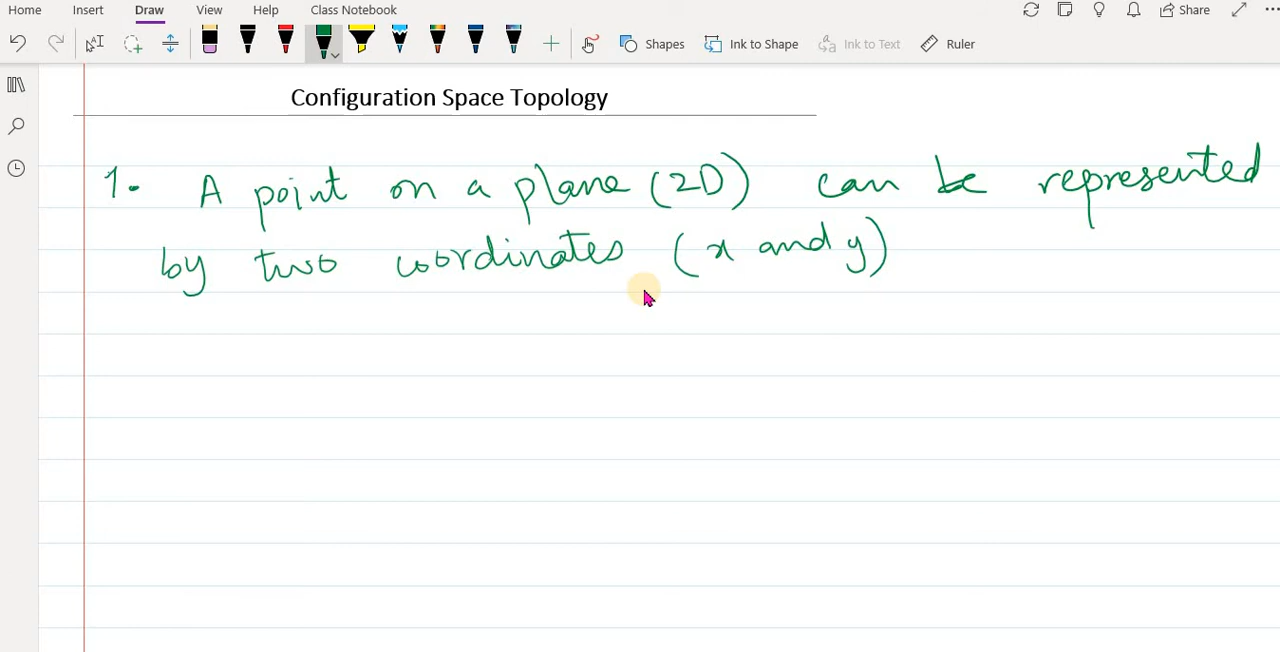 Home Insert Draw View Help Class Notebook Share
Shapes Ink to Shape Ink to Text Ruler
Configuration Space Topology
1. A point on a plane (2D) can be represented
by two coordinates (x and y)